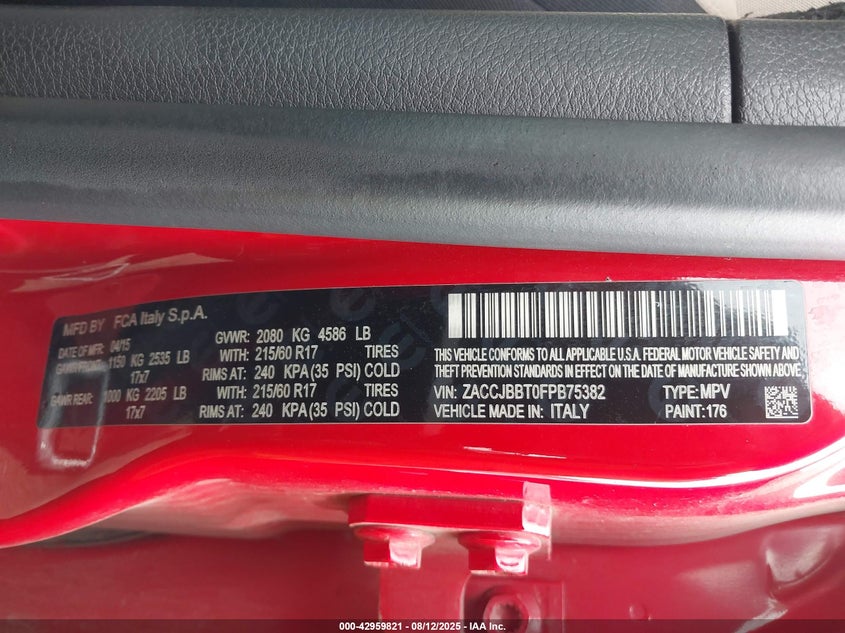 MFD BY FCA Italy S.p.A.
DATE OF MFR 04/15 GVWR: 2080 KG 4586 LB
GAWR FRONT: 1150 KG 2535 LB WITH: 215/60 R17 TIRES
17x7 RIMS AT: 240 KPA (35 PSI) COLD
GAWR REAR: 1000 KG 2205 LB WITH: 215/60 R17 TIRES
17x7 RIMS AT: 240 KPA (35 PSI) COLD
THIS VEHICLE CONFORMS TO ALL APPLICABLE U.S.A. FEDERAL MOTOR VEHICLE SAFETY AND
THEFT PREVENTION STANDARDS IN EFFECT ON THE DATE OF MANUFACTURE SHOWN ABOVE.
VIN: ZACCJBBT0FPB75382 TYPE: MPV
VEHICLE MADE IN: ITALY PAINT: 176
000-42959821 - 08/12/2025 - IAA Inc.